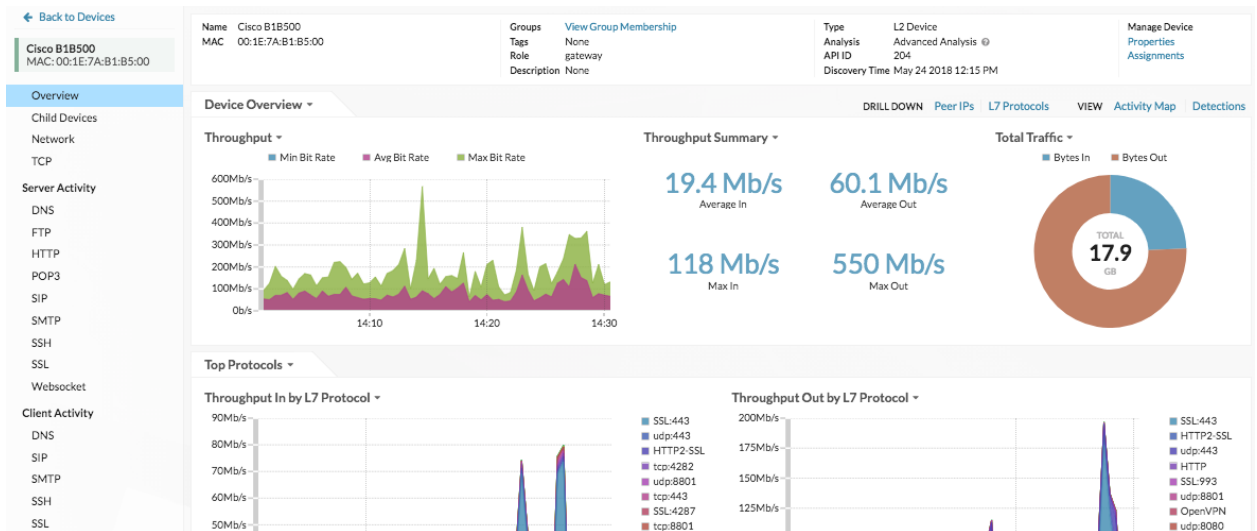 Back to Devices
Cisco B1B500
MAC: 00:1E:7A:B1:B5:00
Overview
Child Devices
Network
TCP
Server Activity
DNS
FTP
HTTP
POP3
SIP
SMTP
SSH
SSL
Websocket
Client Activity
DNS
SIP
SMTP
SSH
SSL
Name Cisco B1B500
MAC 00:1E:7A:B1:B5:00
Groups View Group Membership
Tags None
Role gateway
Description None
Type L2 Device
Analysis Advanced Analysis
API ID 204
Discovery Time May 24 2018 12:15 PM
Manage Device
Properties
Assignments
Device Overview
DRILL DOWN Peer IPs L7 Protocols VIEW Activity Map Detections
Throughput
Min Bit Rate Avg Bit Rate Max Bit Rate
600Mb/s
500Mb/s
400Mb/s
300Mb/s
200Mb/s
100Mb/s
0b/s
14:10 14:20 14:30
Throughput Summary
19.4 Mb/s
Average In
60.1 Mb/s
Average Out
118 Mb/s
Max In
550 Mb/s
Max Out
Total Traffic
Bytes In Bytes Out
TOTAL
17.9
GB
Top Protocols
Throughput In by L7 Protocol
90Mb/s
80Mb/s
70Mb/s
60Mb/s
50Mb/s
SSL:443
udp:443
HTTP2-SSL
tcp:4282
udp:8801
tcp:443
SSL:4287
tcp:8801
Throughput Out by L7 Protocol
200Mb/s
175Mb/s
150Mb/s
125Mb/s
SSL:443
HTTP2-SSL
udp:443
HTTP
SSL:993
udp:8801
OpenVPN
udp:8080